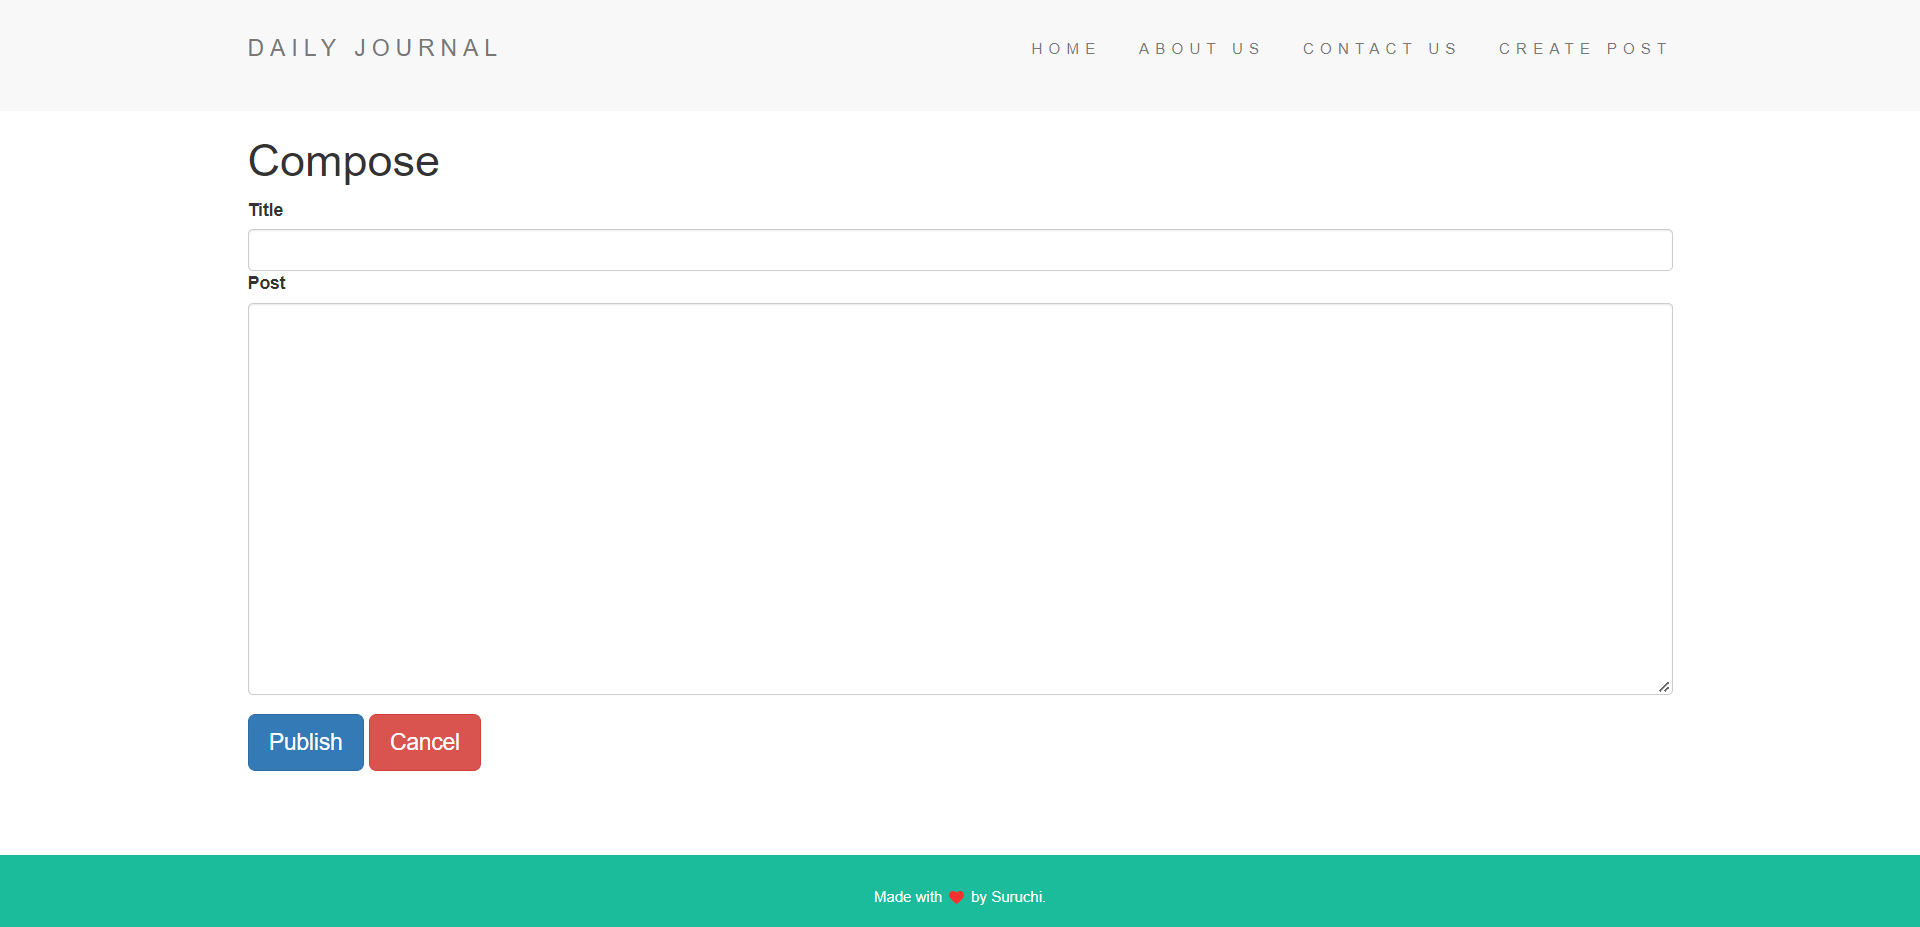 DAILY JOURNAL
HOME ABOUT US CONTACT US CREATE POST
Compose
Title
Post
Publish Cancel
Made with ❤️ by Suruchi.